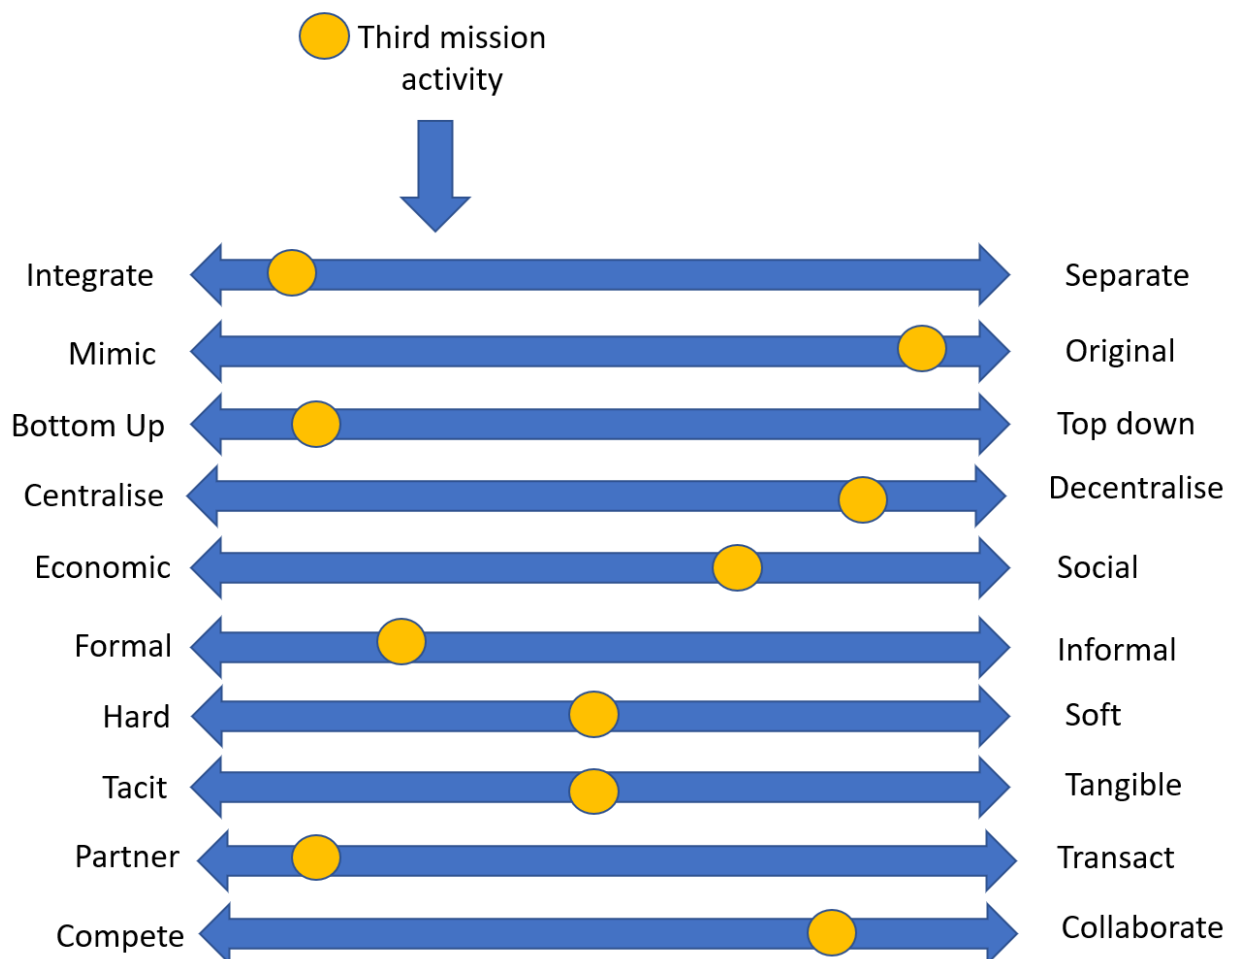 Third mission
activity
Integrate
Separate
Mimic
Original
Bottom Up
Top down
Centralise
Decentralise
Economic
Social
Formal
Informal
Hard
Soft
Tacit
Tangible
Partner
Transact
Compete
Collaborate